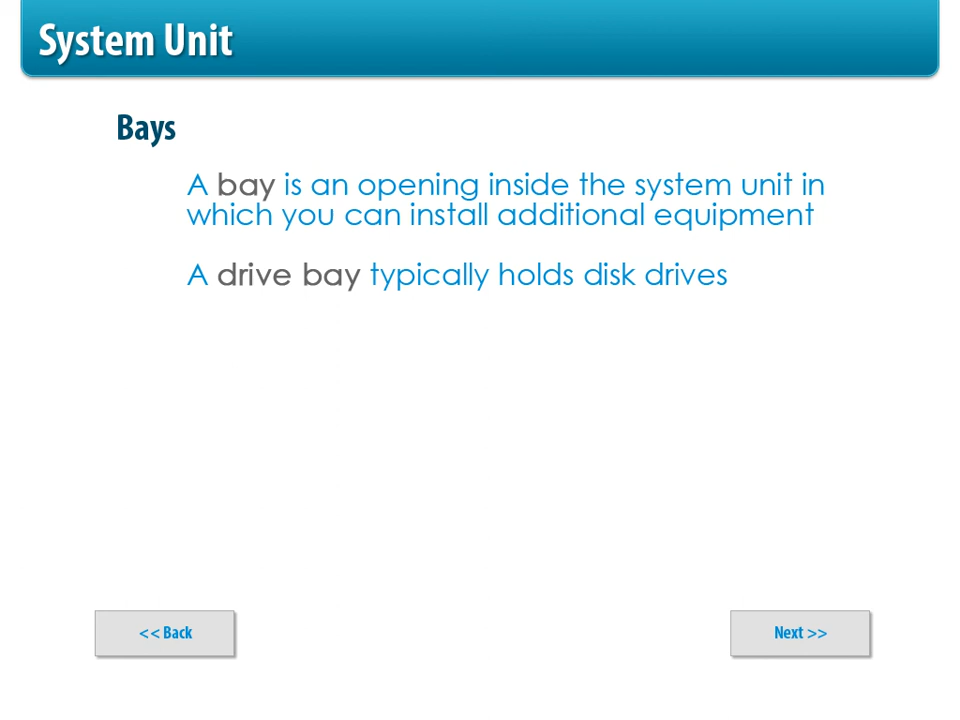 System Unit
Bays
A bay is an opening inside the system unit in
which you can install additional equipment
A drive bay typically holds disk drives
<< Back
Next >>